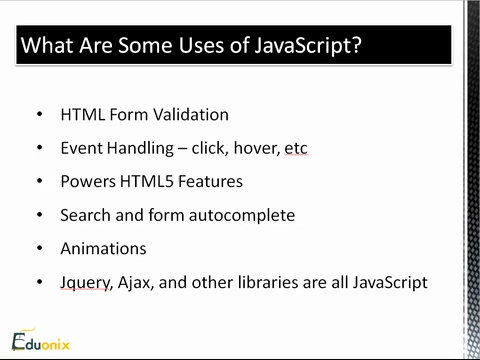 What Are Some Uses of JavaScript?
• HTML Form Validation
• Event Handling – click, hover, etc
• Powers HTML5 Features
• Search and form autocomplete
• Animations
• Jquery, Ajax, and other libraries are all JavaScript
Eduonix